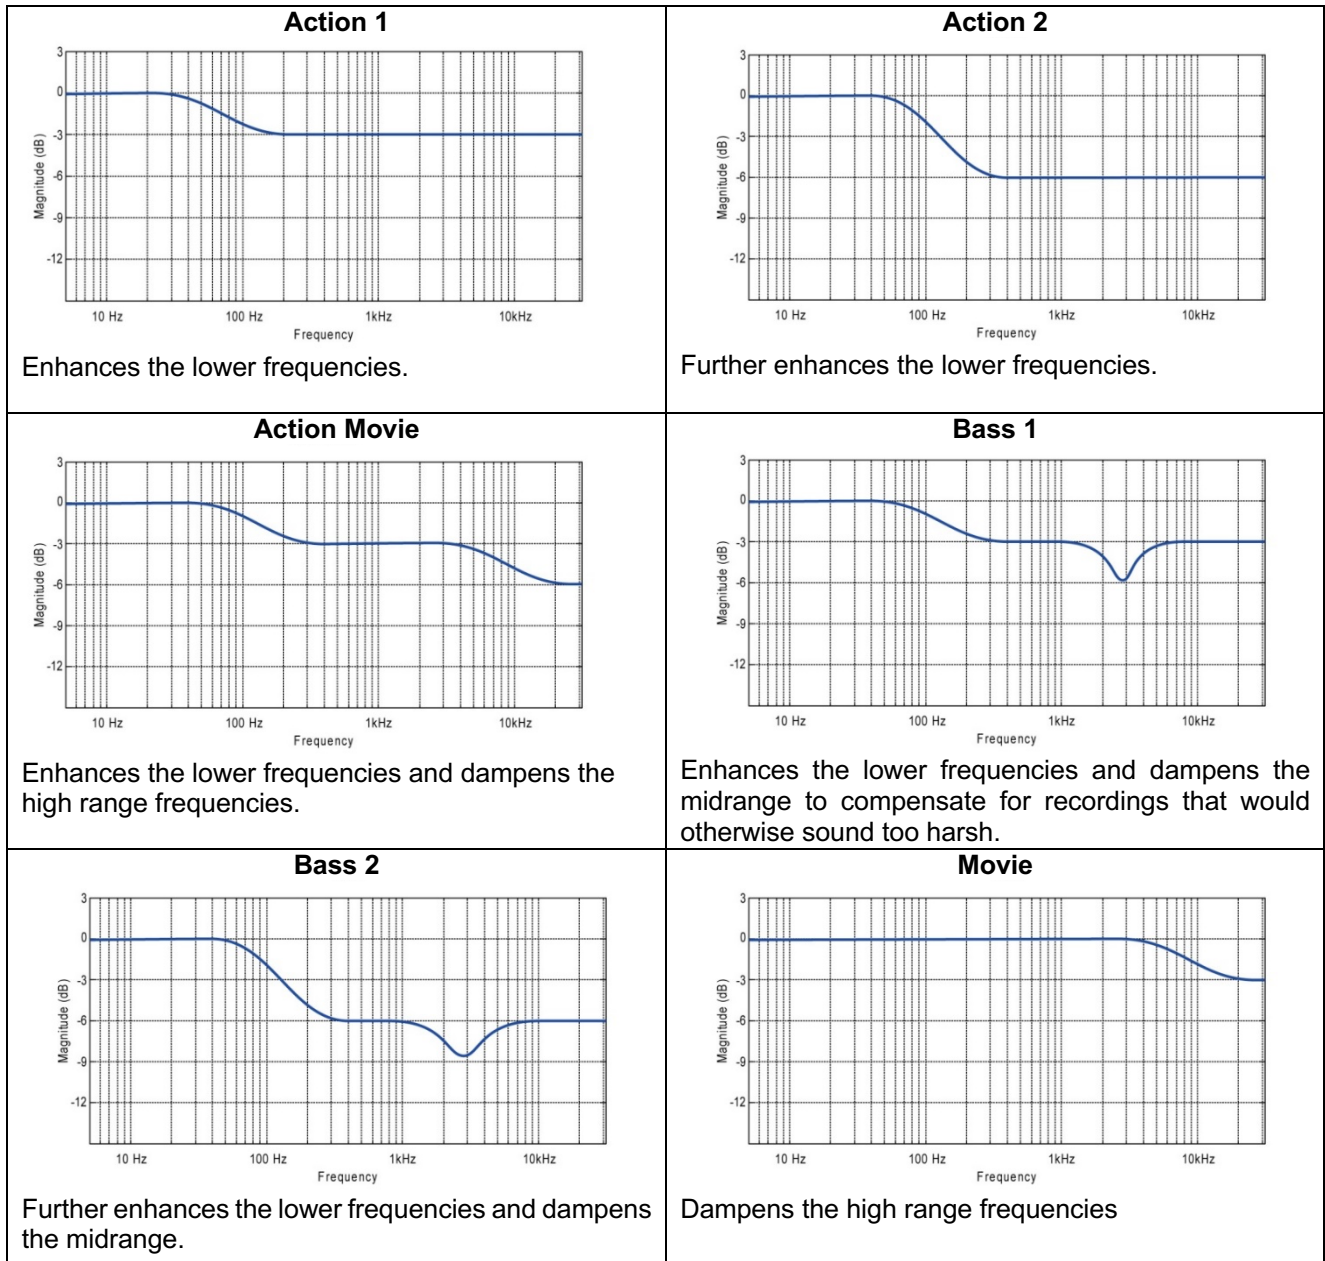 Action 1
3
0
-3
-6
-9
-12
Magnitude (dB)
10 Hz 100 Hz 1kHz 10kHz
Frequency
Enhances the lower frequencies.
Action 2
3
0
-3
-6
-9
-12
Magnitude (dB)
10 Hz 100 Hz 1kHz 10kHz
Frequency
Further enhances the lower frequencies.
Action Movie
3
0
-3
-6
-9
-12
Magnitude (dB)
10 Hz 100 Hz 1kHz 10kHz
Frequency
Enhances the lower frequencies and dampens the
high range frequencies.
Bass 1
3
0
-3
-6
-9
-12
Magnitude (dB)
10 Hz 100 Hz 1kHz 10kHz
Frequency
Enhances the lower frequencies and dampens the
midrange to compensate for recordings that would
otherwise sound too harsh.
Bass 2
3
0
-3
-6
-9
-12
Magnitude (dB)
10 Hz 100 Hz 1kHz 10kHz
Frequency
Further enhances the lower frequencies and dampens
the midrange.
Movie
3
0
-3
-6
-9
-12
Magnitude (dB)
10 Hz 100 Hz 1kHz 10kHz
Frequency
Dampens the high range frequencies